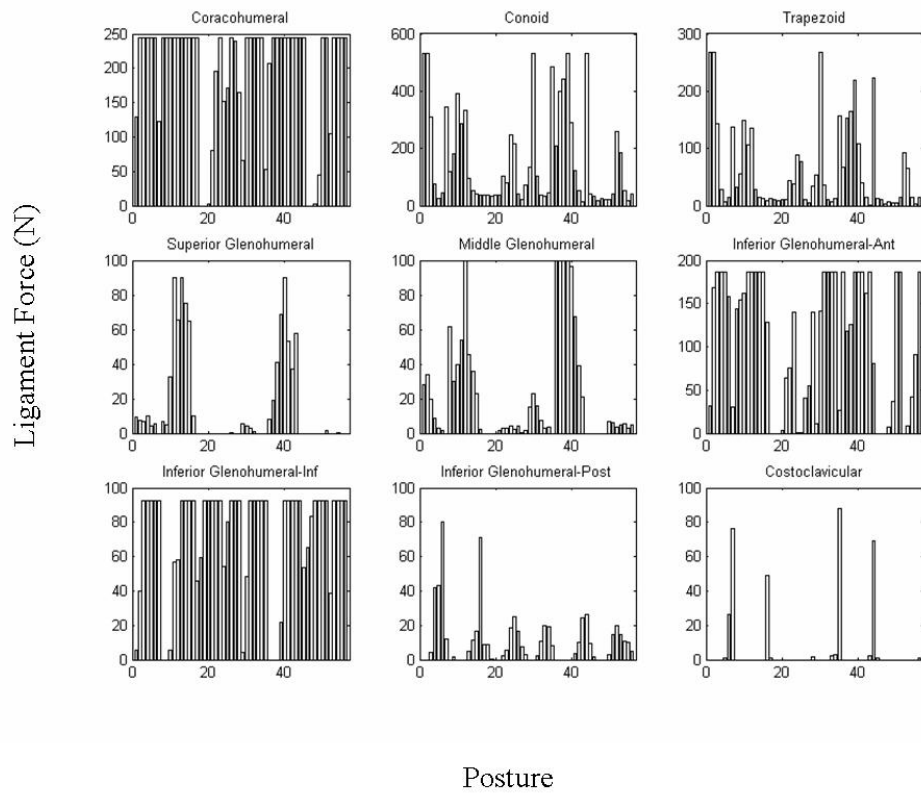 Coracohumeral
Conoid
Trapezoid
250
200
150
100
50
0
0 20 40
600
400
200
0
0 20 40
300
200
100
0
0 20 40
Ligament Force (N)
Superior Glenohumeral
Middle Glenohumeral
Inferior Glenohumeral-Ant
100
80
60
40
20
0
0 20 40
100
80
60
40
20
0
0 20 40
200
150
100
50
0
0 20 40
Inferior Glenohumeral-Inf
Inferior Glenohumeral-Post
Costoclavicular
100
80
60
40
20
0
0 20 40
100
80
60
40
20
0
0 20 40
100
80
60
40
20
0
0 20 40
Posture